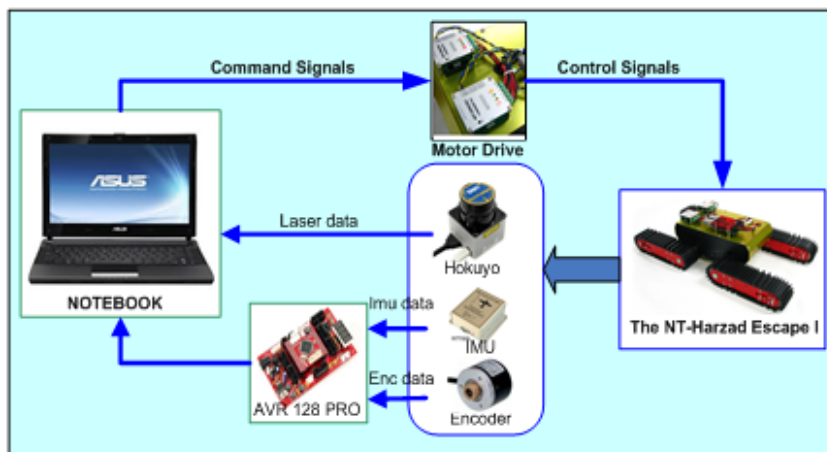 Command Signals
Control Signals
Motor Drive
ASUS
Laser data
Hokuyo
NOTEBOOK
Imu data
IMU
The NT-Harzad Escape I
Enc data
AVR 128 PRO
Encoder